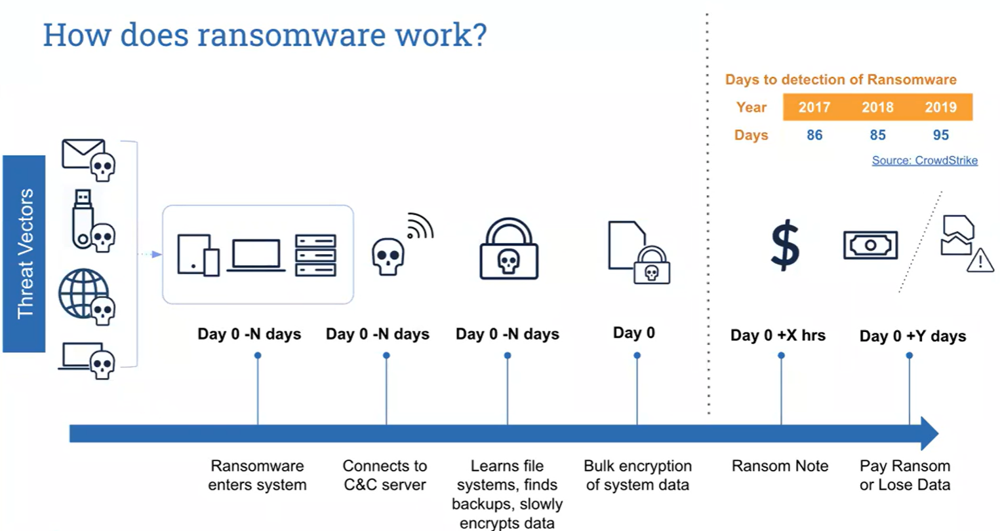 How does ransomware work?
Days to detection of Ransomware
Year 2017 2018 2019
Days 86 85 95
Source: CrowdStrike
Threat Vectors
$
Day 0 -N days
Day 0 -N days
Day 0 -N days
Day 0
Day 0 +X hrs
Day 0 +Y days
Ransomware
enters system
Connects to
C&C server
Learns file
systems, finds
backups, slowly
encrypts data
Bulk encryption
of system data
Ransom Note
Pay Ransom
or Lose Data